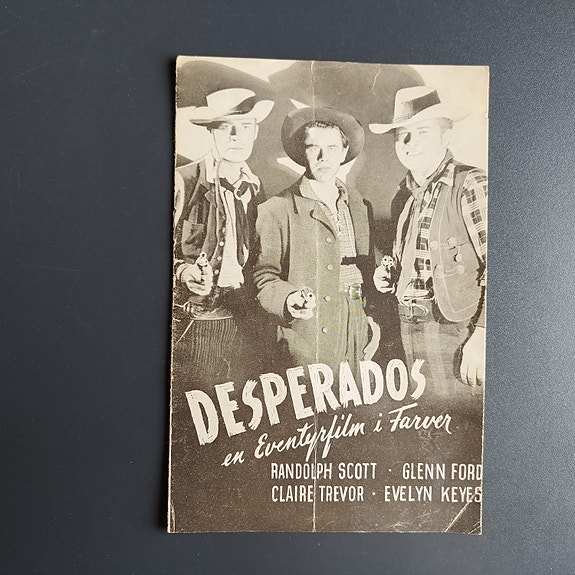 DESPERADOS
en Eventyrfilm i Farver
RANDOLPH SCOTT · GLENN FORD
CLAIRE TREVOR · EVELYN KEYES